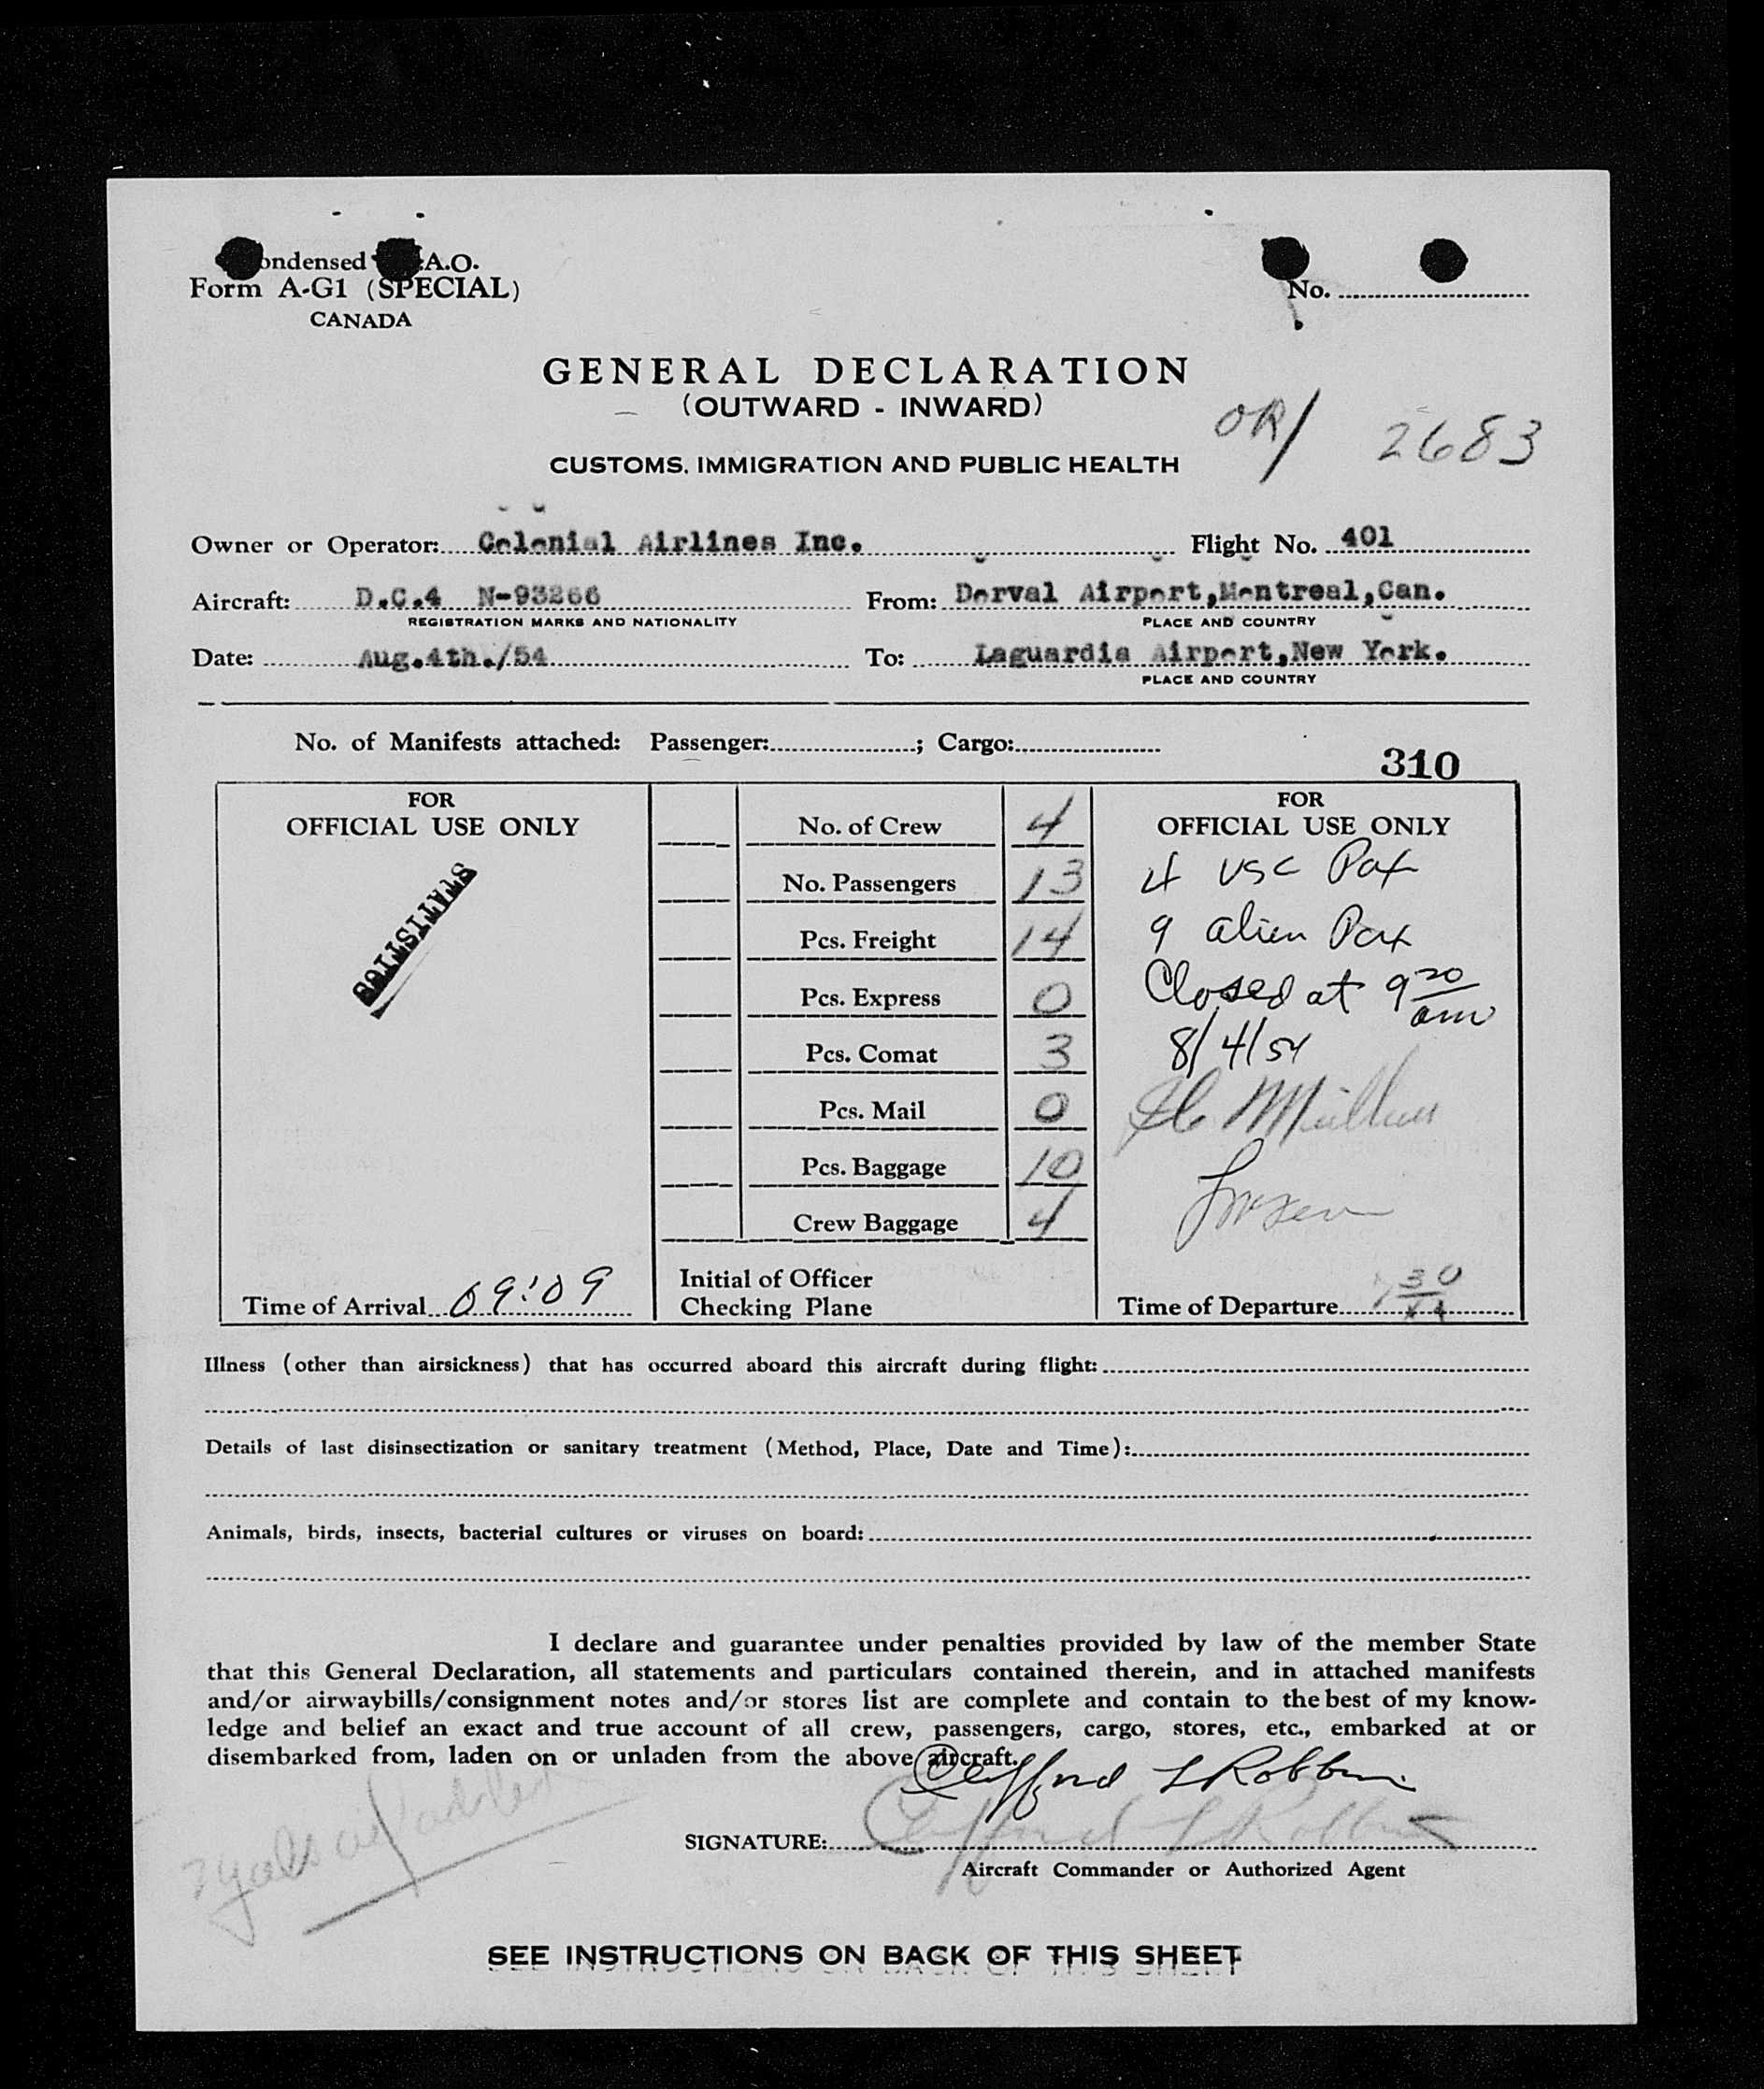 ondensed A.O.
Form A-G1 (SPECIAL)
CANADA
No.
GENERAL DECLARATION
(OUTWARD - INWARD)
OR/ 2683
CUSTOMS, IMMIGRATION AND PUBLIC HEALTH
Owner or Operator: Colonial Airlines Inc. Flight No. 401
Aircraft: D.C.4 N-93266 From: Dorval Airport,Montreal,Can.
REGISTRATION MARKS AND NATIONALITY PLACE AND COUNTRY
Date: Aug.4th./54 To: Laguardia Airport,New York.
PLACE AND COUNTRY
No. of Manifests attached: Passenger: ; Cargo:
310
FOR
OFFICIAL USE ONLY
STATISTICS
Time of Arrival 09:09
No. of Crew 4
No. Passengers 13
Pcs. Freight 14
Pcs. Express 0
Pcs. Comat 3
Pcs. Mail 0
Pcs. Baggage 10
Crew Baggage 4
Initial of Officer
Checking Plane
FOR
OFFICIAL USE ONLY
4 USC Pax
9 alien Pax
Closed at 9 20 am
8/4/54
Time of Departure 7 30
Illness (other than airsickness) that has occurred aboard this aircraft during flight:
Details of last disinsectization or sanitary treatment (Method, Place, Date and Time):
Animals, birds, insects, bacterial cultures or viruses on board:
I declare and guarantee under penalties provided by law of the member State
that this General Declaration, all statements and particulars contained therein, and in attached manifests
and/or airwaybills/consignment notes and/or stores list are complete and contain to the best of my know-
ledge and belief an exact and true account of all crew, passengers, cargo, stores, etc., embarked at or
disembarked from, laden on or unladen from the above aircraft.
Clifford L Robbins
SIGNATURE: Clifford L Robbins
Aircraft Commander or Authorized Agent
SEE INSTRUCTIONS ON BACK OF THIS SHEET